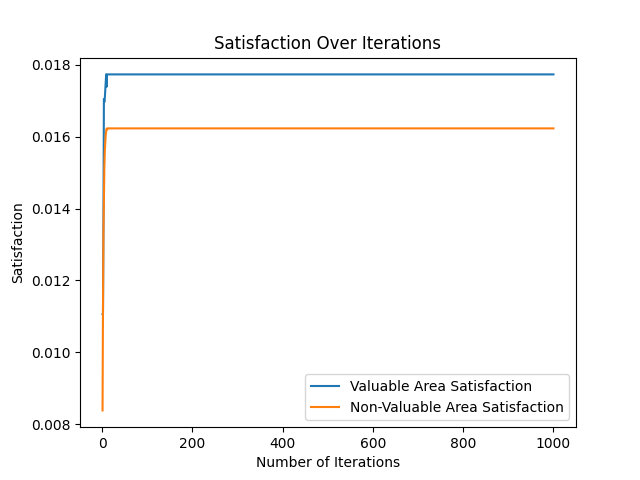 Satisfaction Over Iterations
0.018
0.016
0.014
0.012
0.010
0.008
Satisfaction
0 200 400 600 800 1000
Number of Iterations
Valuable Area Satisfaction
Non-Valuable Area Satisfaction